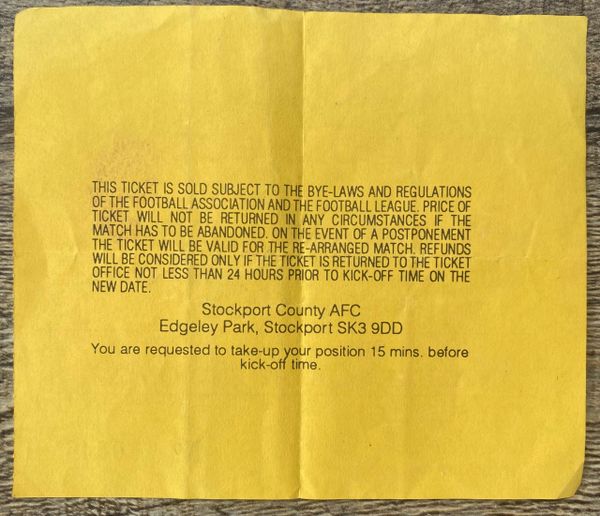 THIS TICKET IS SOLD SUBJECT TO THE BYE-LAWS AND REGULATIONS
OF THE FOOTBALL ASSOCIATION AND THE FOOTBALL LEAGUE. PRICE OF
TICKET WILL NOT BE RETURNED IN ANY CIRCUMSTANCES IF THE
MATCH HAS TO BE ABANDONED. ON THE EVENT OF A POSTPONEMENT
THE TICKET WILL BE VALID FOR THE RE-ARRANGED MATCH. REFUNDS
WILL BE CONSIDERED ONLY IF THE TICKET IS RETURNED TO THE TICKET
OFFICE NOT LESS THAN 24 HOURS PRIOR TO KICK-OFF TIME ON THE
NEW DATE.
Stockport County AFC
Edgeley Park, Stockport SK3 9DD
You are requested to take-up your position 15 mins. before
kick-off time.